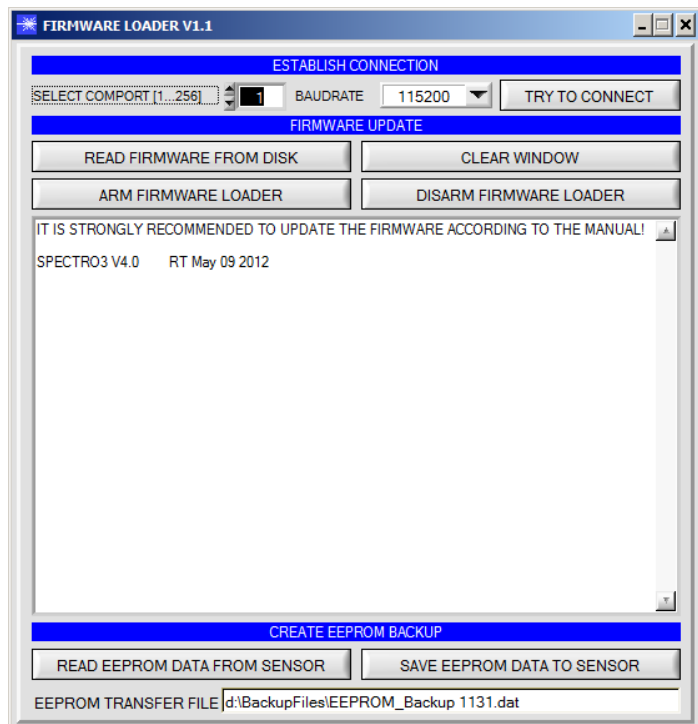 FIRMWARE LOADER V1.1
ESTABLISH CONNECTION
SELECT COMPORT [1...256] 1 BAUDRATE 115200 TRY TO CONNECT
FIRMWARE UPDATE
READ FIRMWARE FROM DISK CLEAR WINDOW
ARM FIRMWARE LOADER DISARM FIRMWARE LOADER
IT IS STRONGLY RECOMMENDED TO UPDATE THE FIRMWARE ACCORDING TO THE MANUAL!
SPECTRO3 V4.0 RT May 09 2012
CREATE EEPROM BACKUP
READ EEPROM DATA FROM SENSOR SAVE EEPROM DATA TO SENSOR
EEPROM TRANSFER FILE d:\BackupFiles\EEPROM_Backup 1131.dat